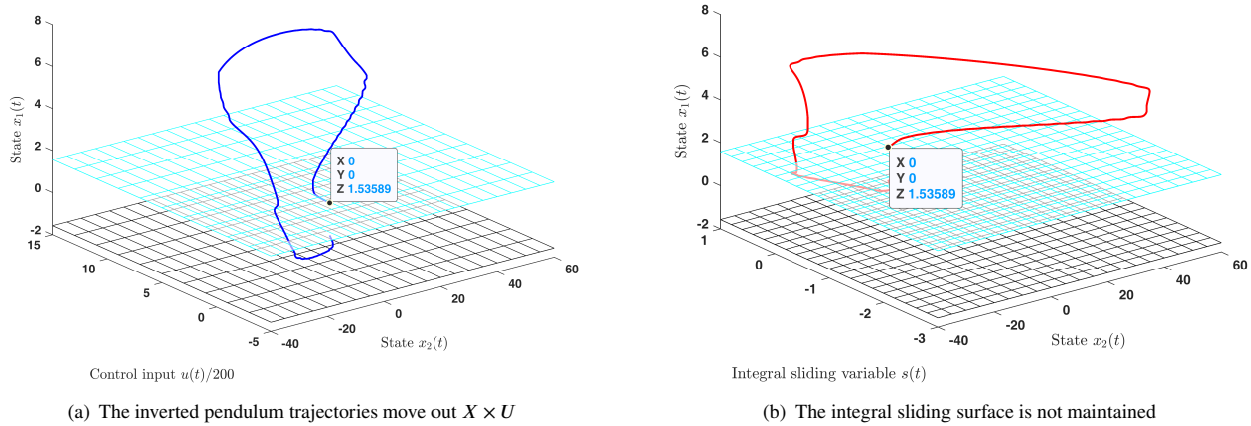 8
6
4
2
0
-2
State x₁(t)
15
10
5
0
-5
Control input u(t)/200
-40
-20
0
20
40
60
State x₂(t)
X 0
Y 0
Z 1.53589
(a) The inverted pendulum trajectories move out X × U
8
6
4
2
0
-2
State x₁(t)
1
0
-1
-2
-3
Integral sliding variable s(t)
-40
-20
0
20
40
60
State x₂(t)
X 0
Y 0
Z 1.53589
(b) The integral sliding surface is not maintained